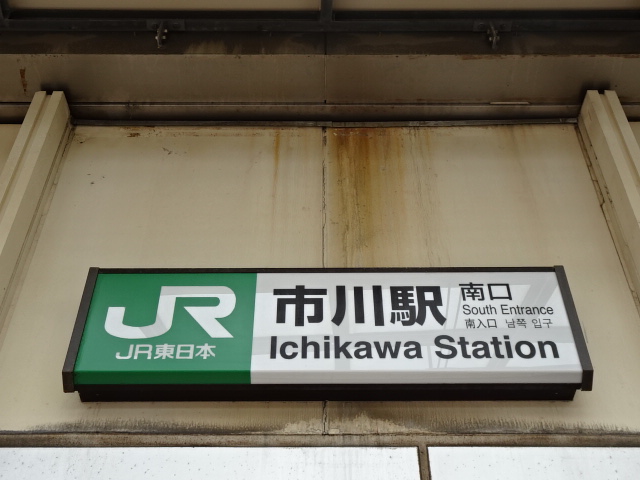 JR
JR東日本
市川駅
南口
South Entrance
南入口 남쪽 입구
Ichikawa Station